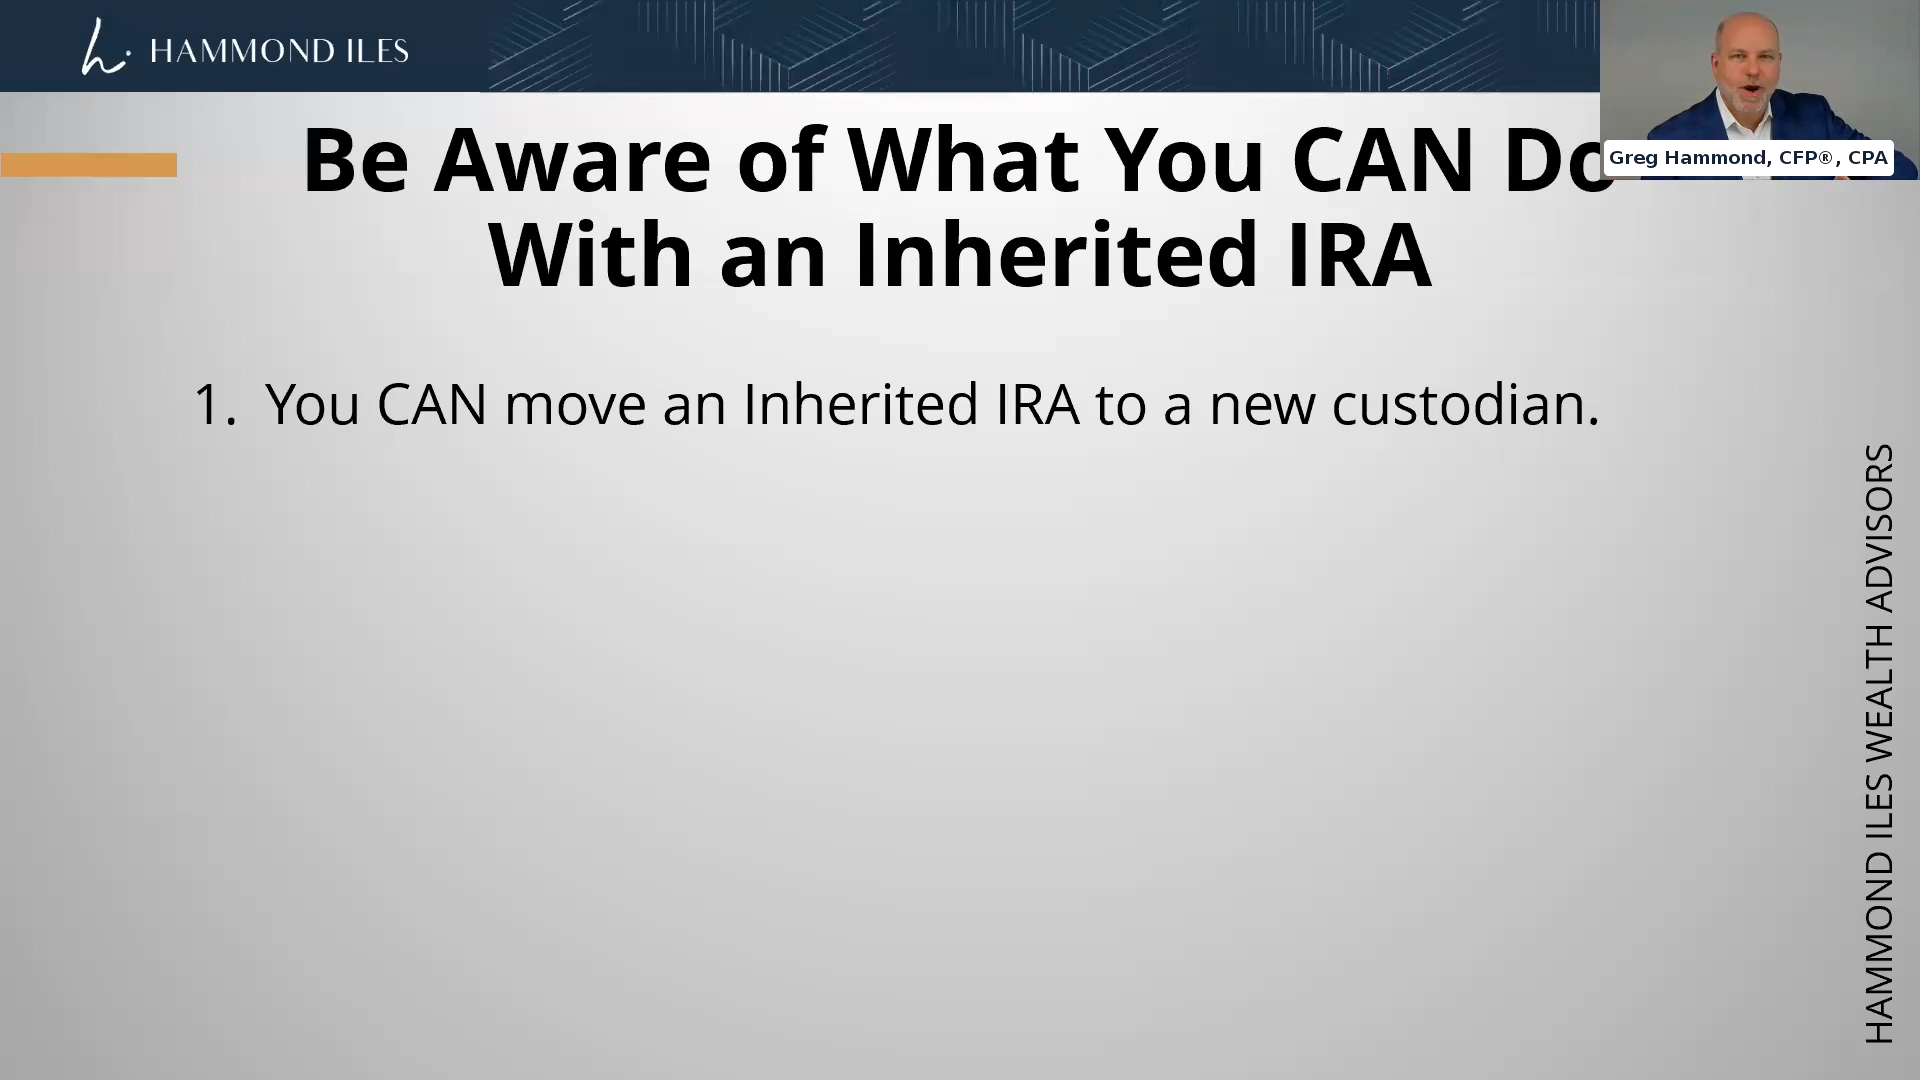 HAMMOND ILES
Be Aware of What You CAN Do
With an Inherited IRA
Greg Hammond, CFP®, CPA
1. You CAN move an Inherited IRA to a new custodian.
HAMMOND ILES WEALTH ADVISORS